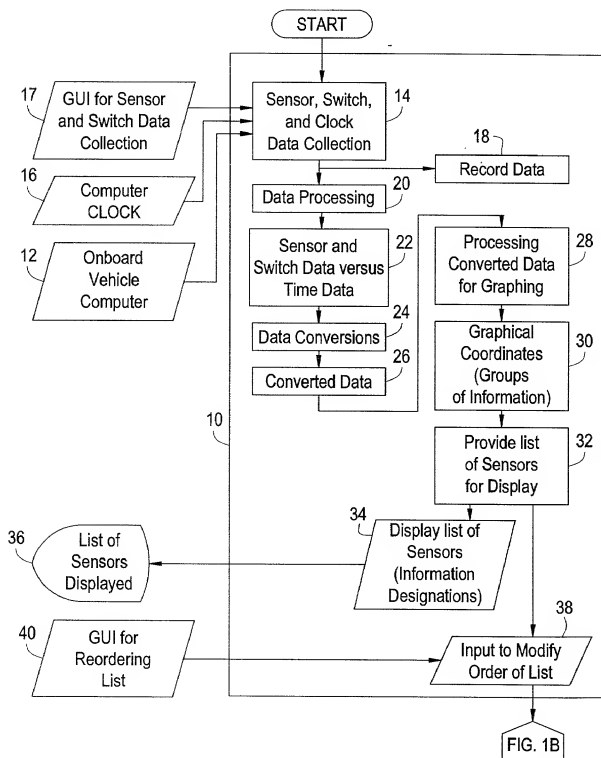 START
17
GUI for Sensor
and Switch Data
Collection
Sensor, Switch,
and Clock
Data Collection
14
18
Record Data
16
Computer
CLOCK
Data Processing
20
12
Onboard
Vehicle
Computer
Sensor and
Switch Data versus
Time Data
22
Processing
Converted Data
for Graphing
28
24
Data Conversions
26
Converted Data
Graphical
Coordinates
(Groups
of Information)
30
10
Provide list
of Sensors
for Display
32
34
Display list of
Sensors
(Information
Designations)
36
List of
Sensors
Displayed
38
Input to Modify
Order of List
40
GUI for
Reordering
List
FIG. 1B